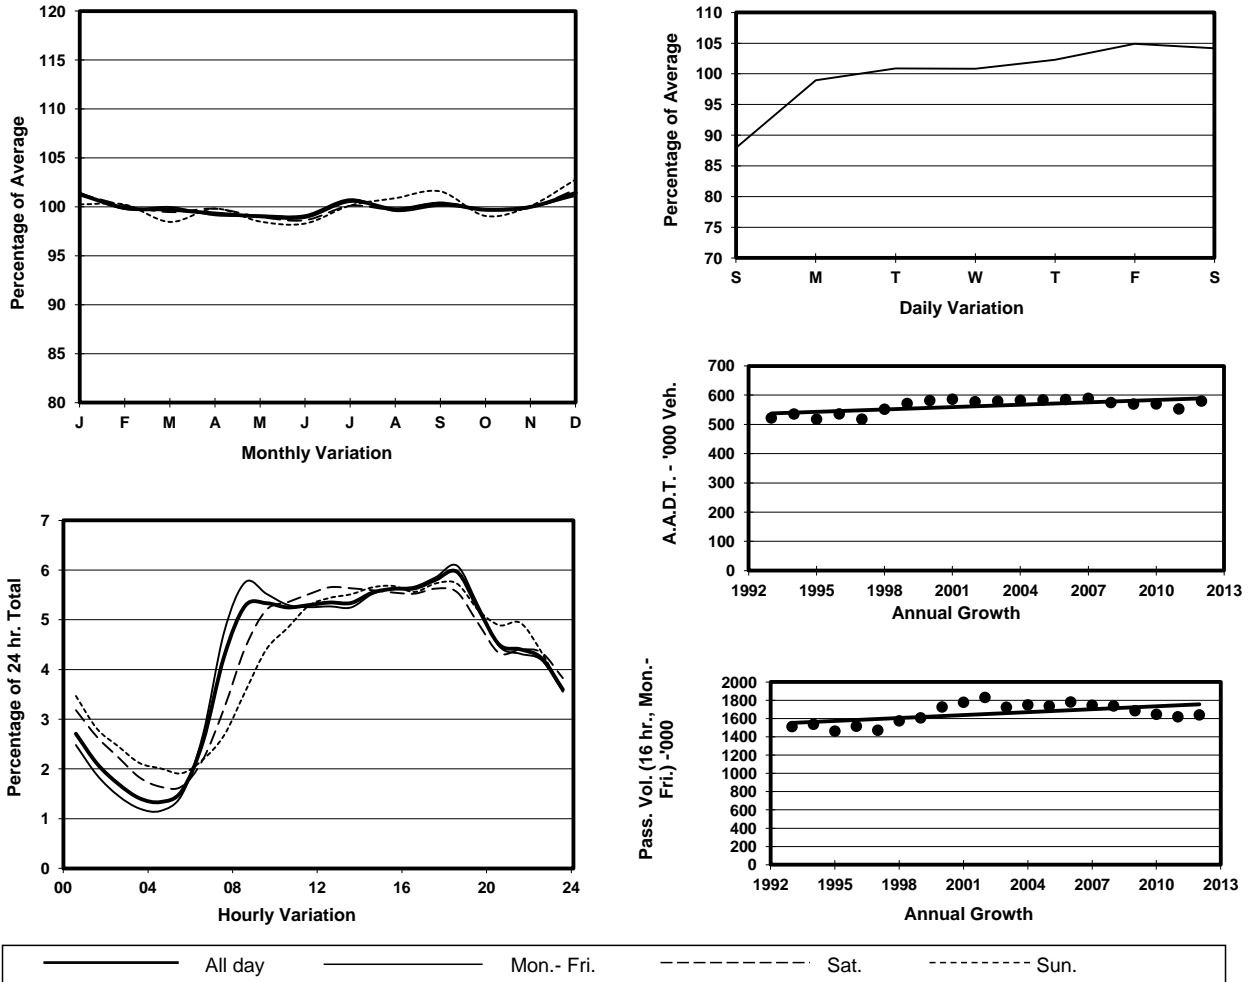 120
115
110
105
100
95
90
85
80
Percentage of Average
J F M A M J J A S O N D
Monthly Variation
110
105
100
95
90
85
80
75
70
Percentage of Average
S M T W T F S
Daily Variation
700
600
500
400
300
200
100
0
A.A.D.T. - '000 Veh.
1992 1995 1998 2001 2004 2007 2010 2013
Annual Growth
7
6
5
4
3
2
1
0
Percentage of 24 hr. Total
00 04 08 12 16 20 24
Hourly Variation
2000
1800
1600
1400
1200
1000
800
600
400
200
0
Pass. Vol. (16 hr., Mon.-
Fri.) -'000
1992 1995 1998 2001 2004 2007 2010 2013
Annual Growth
All day Mon.- Fri. Sat. Sun.